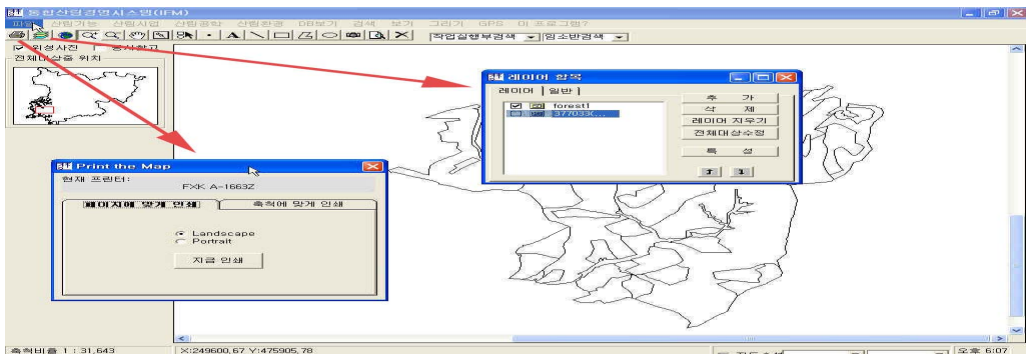 통합산림경영시스템(IFM)
파일 산림기능 산림사업 산림공학 산림환경 DB보기 검색 보기 그리기 GPS 이 프로그램?
작업실행부검색 임소반검색
위성사진
전체대상중 위치
레이어 항목
레이어 일반
forest1
377033(...
추 가
삭 제
레이어 지우기
전체대상수정
특 성
Print the Map
현재 프린터:
FXK A-1663Z
페이지에 맞게 인쇄 축척에 맞게 인쇄
Landscape
Portrait
지금 인쇄
축척비율 1 : 31,643 X:249600,67 Y:475905,78 오후 6:07